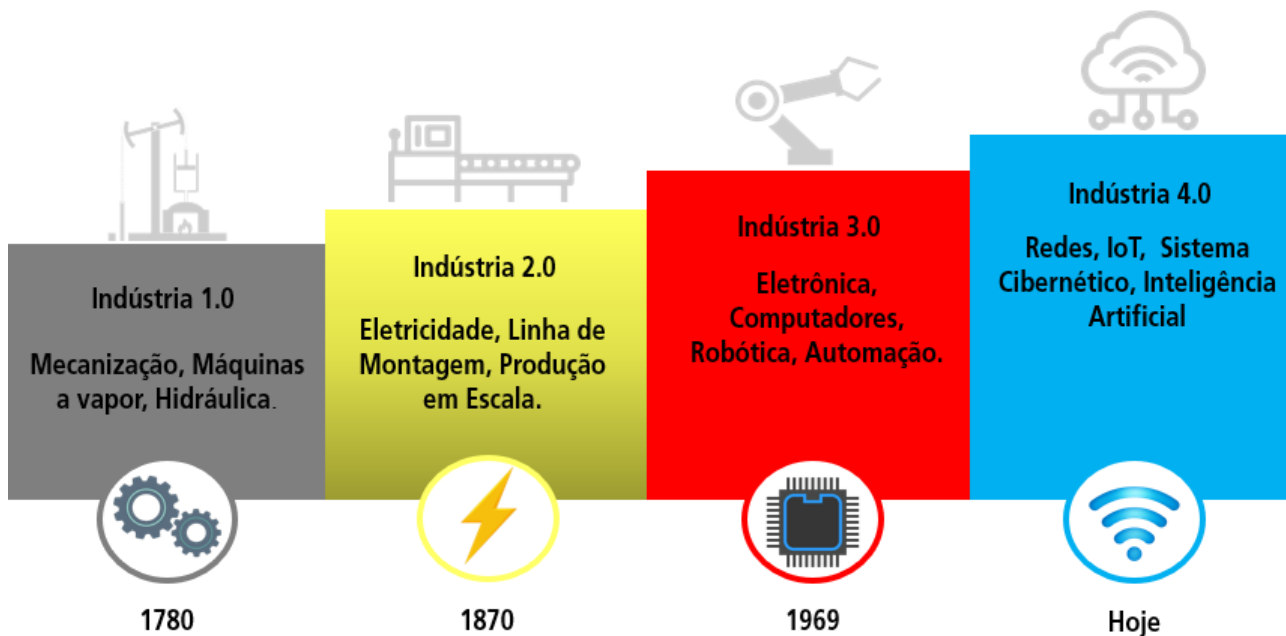 Indústria 1.0
Mecanização, Máquinas
a vapor, Hidráulica.
1780
Indústria 2.0
Eletricidade, Linha de
Montagem, Produção
em Escala.
1870
Indústria 3.0
Eletrônica,
Computadores,
Robótica, Automação.
1969
Indústria 4.0
Redes, IoT,  Sistema
Cibernético, Inteligência
Artificial
Hoje